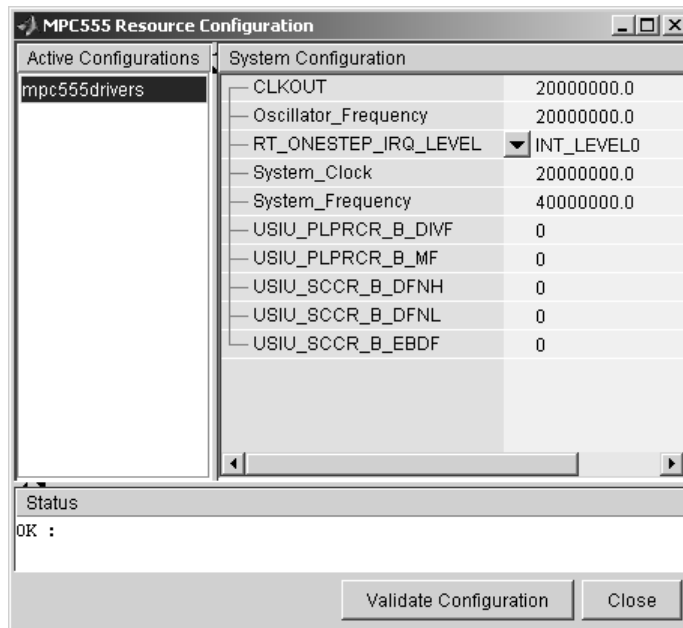 MPC555 Resource Configuration
Active Configurations
System Configuration
mpc555drivers
CLKOUT 20000000.0
Oscillator_Frequency 20000000.0
RT_ONESTEP_IRQ_LEVEL INT_LEVEL0
System_Clock 20000000.0
System_Frequency 40000000.0
USIU_PLPRCR_B_DIVF 0
USIU_PLPRCR_B_MF 0
USIU_SCCR_B_DFNH 0
USIU_SCCR_B_DFNL 0
USIU_SCCR_B_EBDF 0
Status
OK :
Validate Configuration
Close